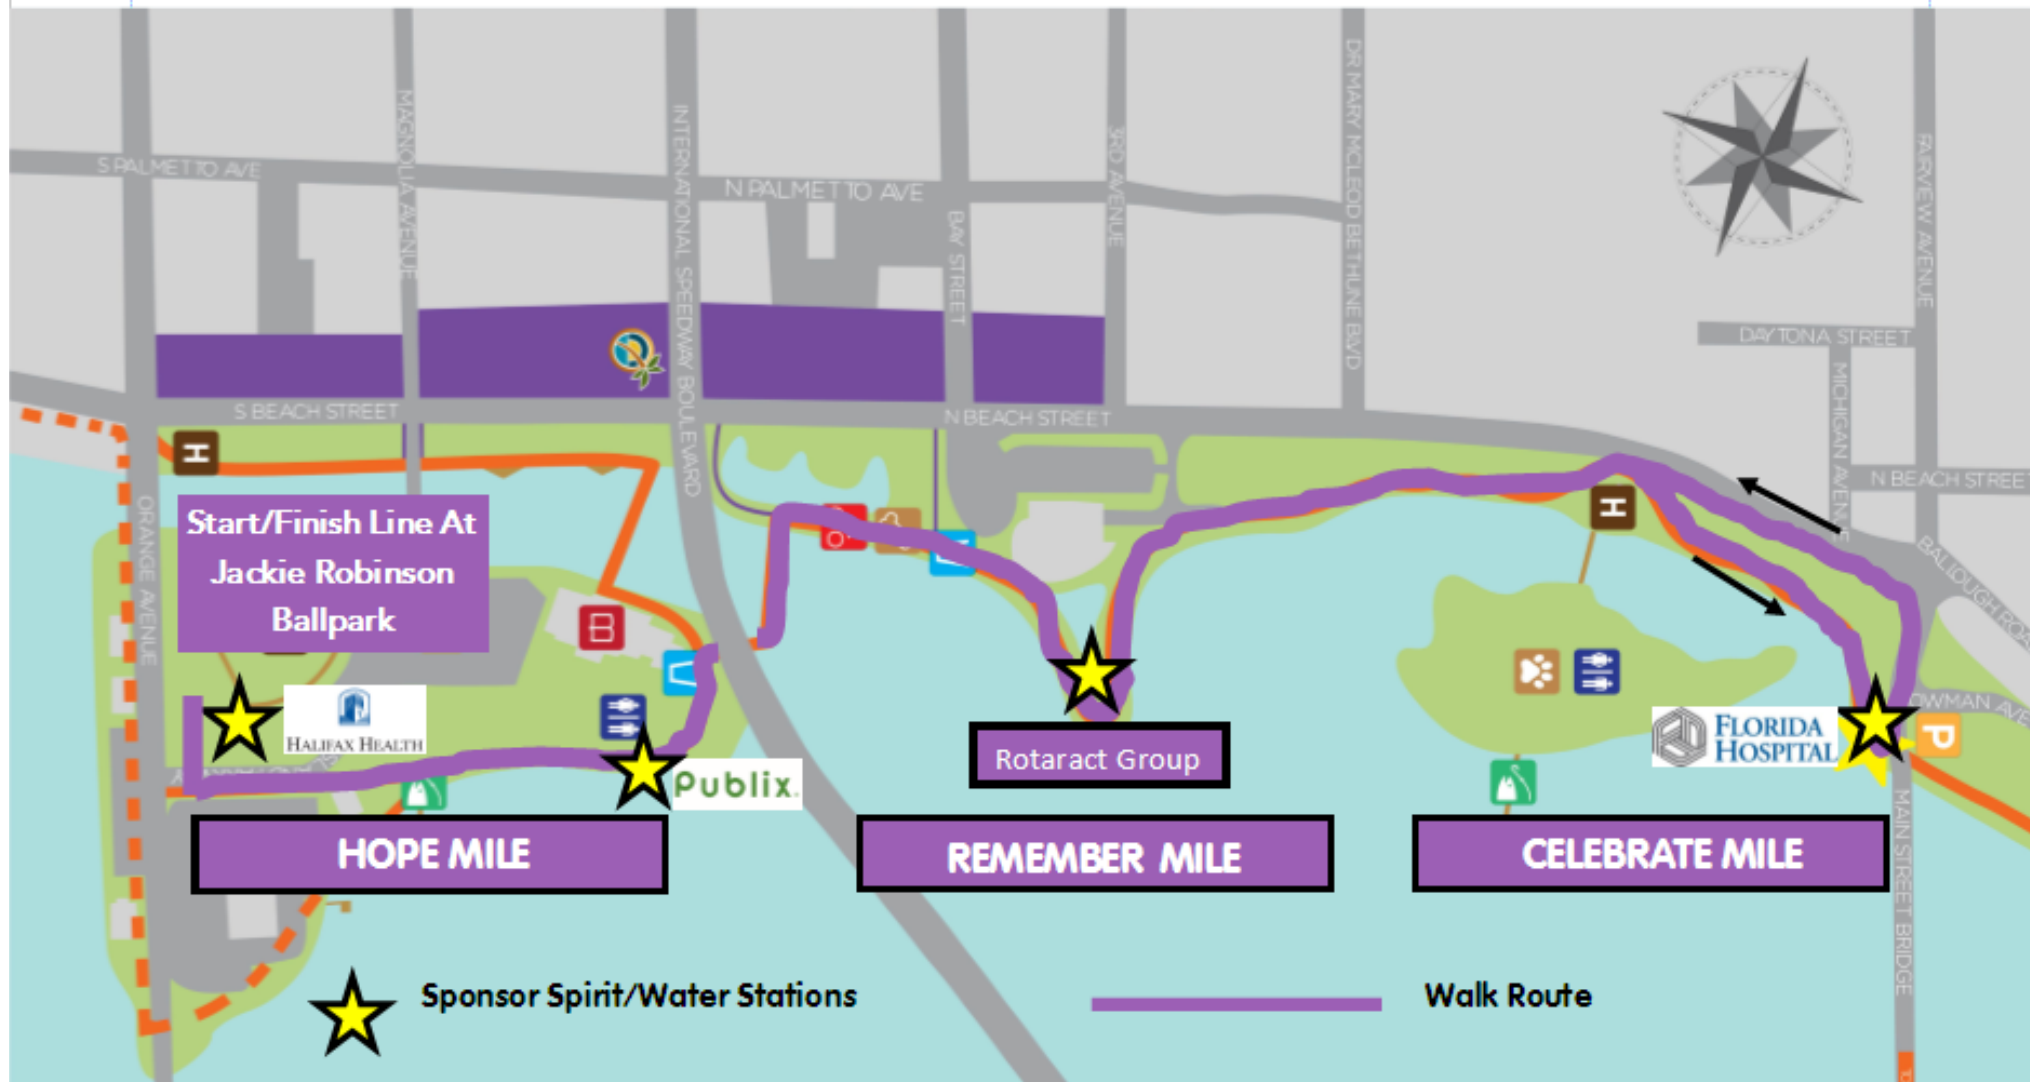 S PALMETTO AVE
MAGNOLIA AVENUE
INTERNATIONAL SPEEDWAY BOULEVARD
N PALMETTO AVE
BAY STREET
3RD AVENUE
DR MARY MCLEOD BETHUNE BLVD
FAIRVIEW AVENUE
DAYTONA STREET
MICHIGAN AVENUE
N BEACH STREET
S BEACH STREET
N BEACH STREET
BALLOUGH ROAD
H
H
ORANGE AVENUE
Start/Finish Line At
Jackie Robinson
Ballpark
B
HALIFAX HEALTH
Publix.
Rotaract Group
FLORIDA
HOSPITAL
OWMAN AVE
P
HOPE MILE
REMEMBER MILE
CELEBRATE MILE
MAIN STREET BRIDGE
Sponsor Spirit/Water Stations
Walk Route